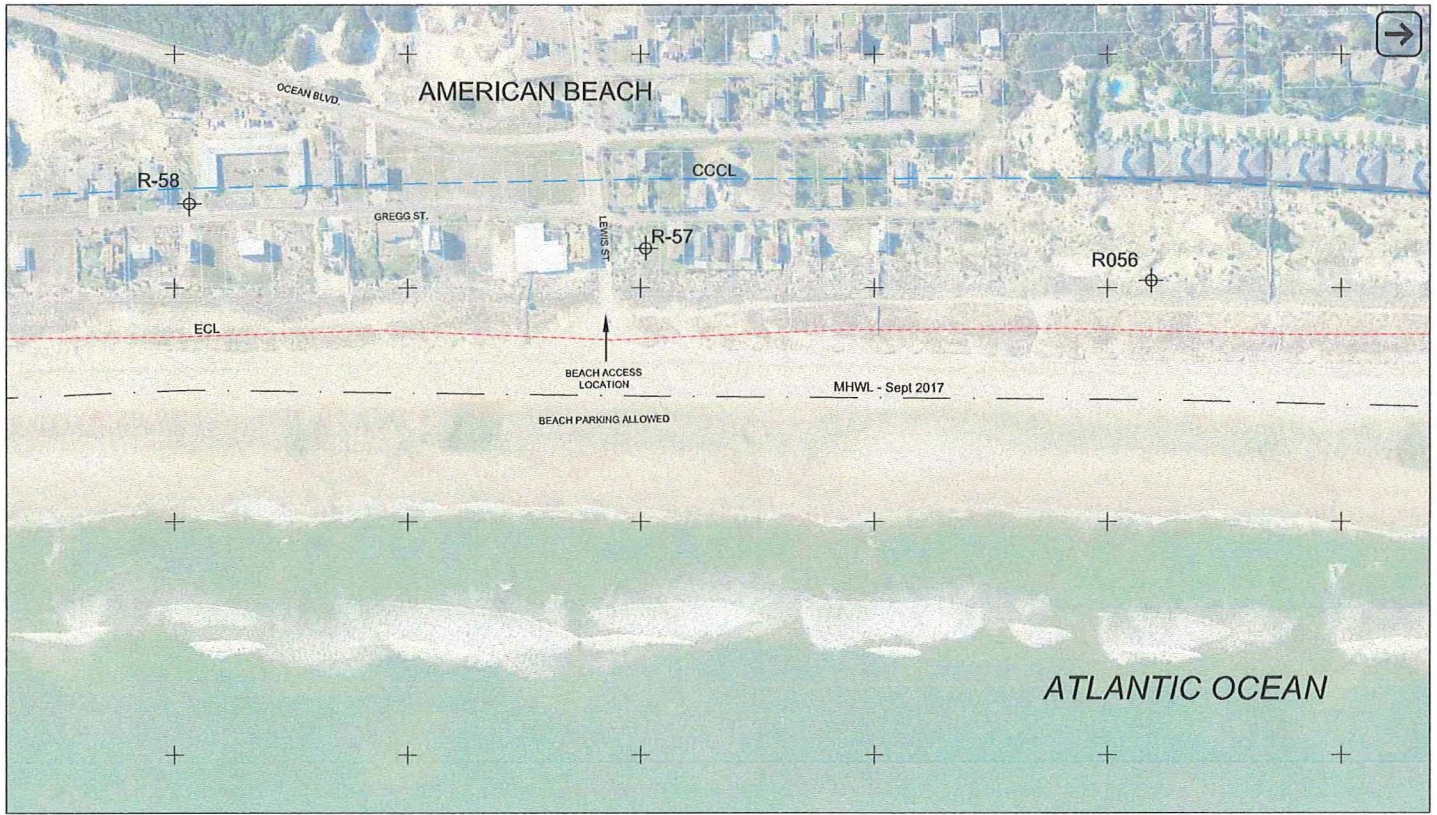 AMERICAN BEACH
OCEAN BLVD.
CCCL
R-58
GREGG ST.
LEWIS ST
R-57
R056
ECL
BEACH ACCESS
LOCATION
MHWL - Sept 2017
BEACH PARKING ALLOWED
ATLANTIC OCEAN